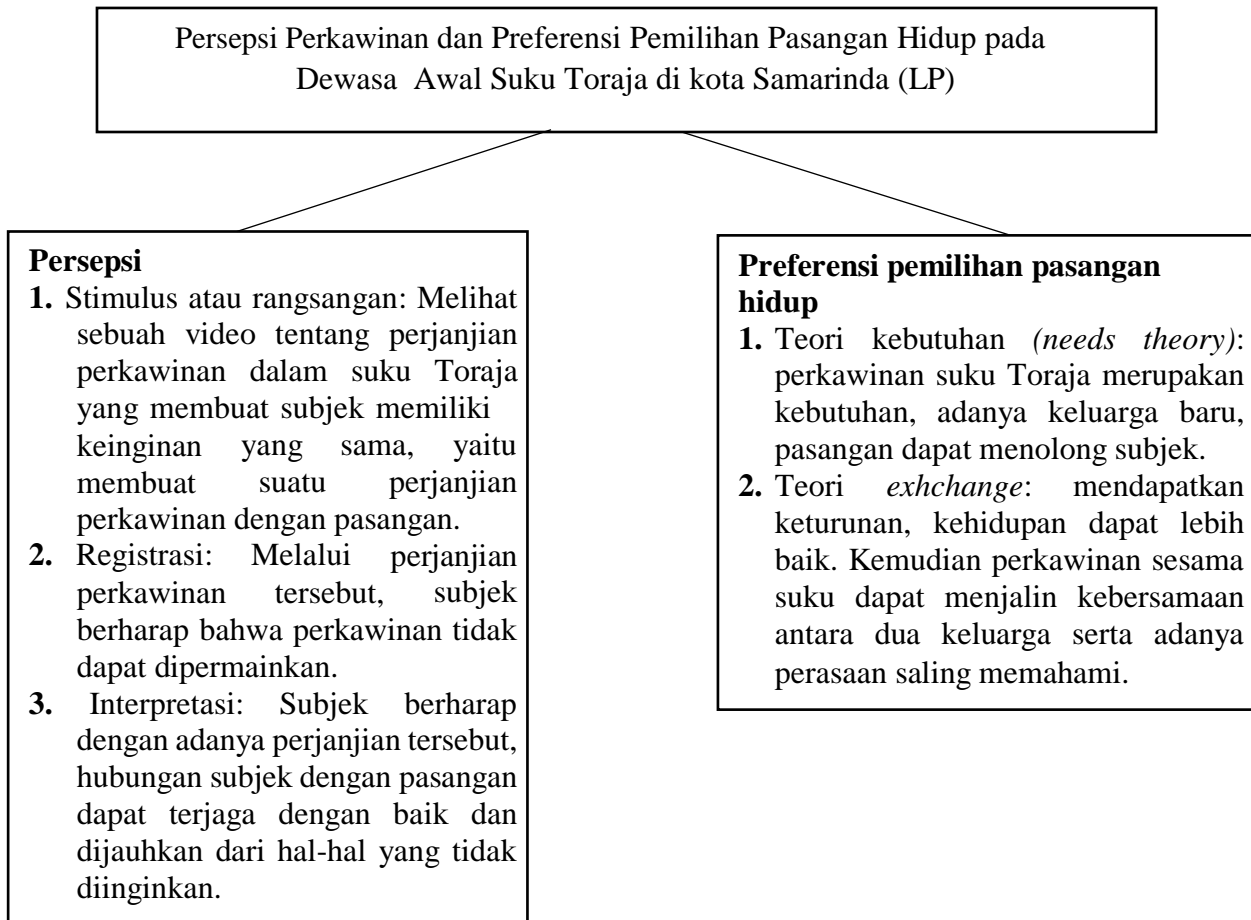 Persepsi Perkawinan dan Preferensi Pemilihan Pasangan Hidup pada
Dewasa Awal Suku Toraja di kota Samarinda (LP)
Persepsi
1. Stimulus atau rangsangan: Melihat
sebuah video tentang perjanjian
perkawinan dalam suku Toraja
yang membuat subjek memiliki
keinginan yang sama, yaitu
membuat suatu perjanjian
perkawinan dengan pasangan.
2. Registrasi: Melalui perjanjian
perkawinan tersebut, subjek
berharap bahwa perkawinan tidak
dapat dipermainkan.
3. Interpretasi: Subjek berharap
dengan adanya perjanjian tersebut,
hubungan subjek dengan pasangan
dapat terjaga dengan baik dan
dijauhkan dari hal-hal yang tidak
diinginkan.
Preferensi pemilihan pasangan
hidup
1. Teori kebutuhan (needs theory):
perkawinan suku Toraja merupakan
kebutuhan, adanya keluarga baru,
pasangan dapat menolong subjek.
2. Teori exhchange: mendapatkan
keturunan, kehidupan dapat lebih
baik. Kemudian perkawinan sesama
suku dapat menjalin kebersamaan
antara dua keluarga serta adanya
perasaan saling memahami.